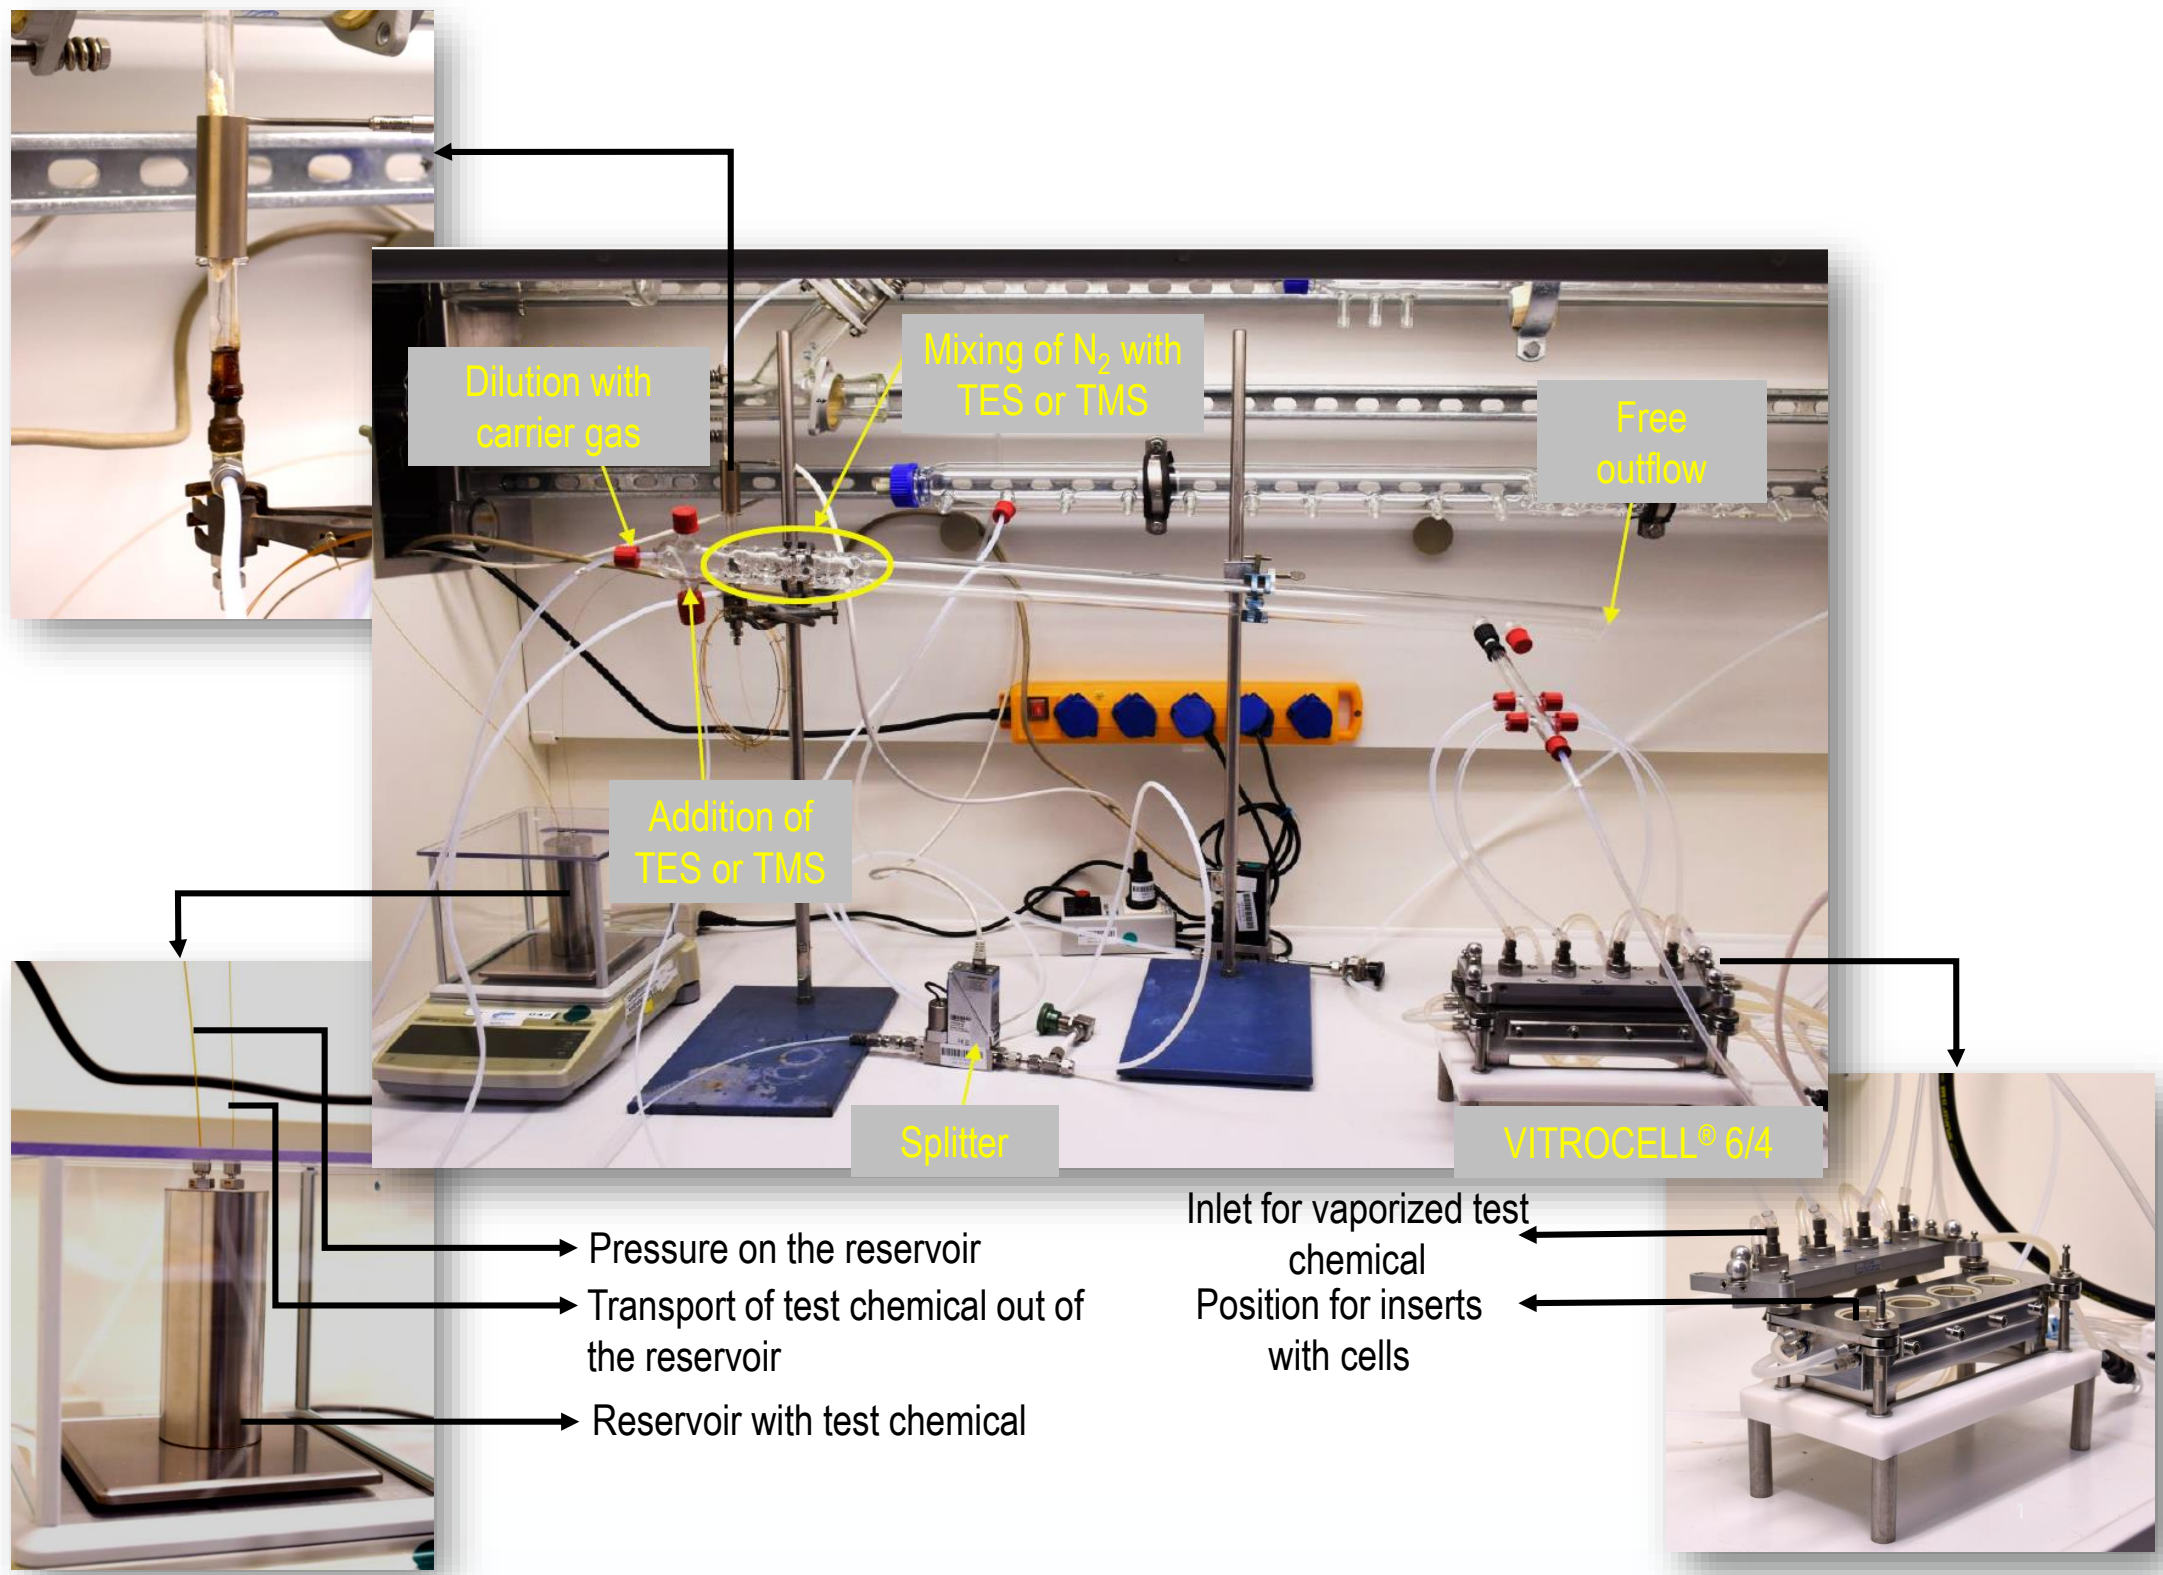 Dilution with
carrier gas
Mixing of N₂ with
TES or TMS
Free
outflow
Addition of
TES or TMS
Splitter
VITROCELL® 6/4
Pressure on the reservoir
Transport of test chemical out of
the reservoir
Reservoir with test chemical
Inlet for vaporized test
chemical
Position for inserts
with cells
1